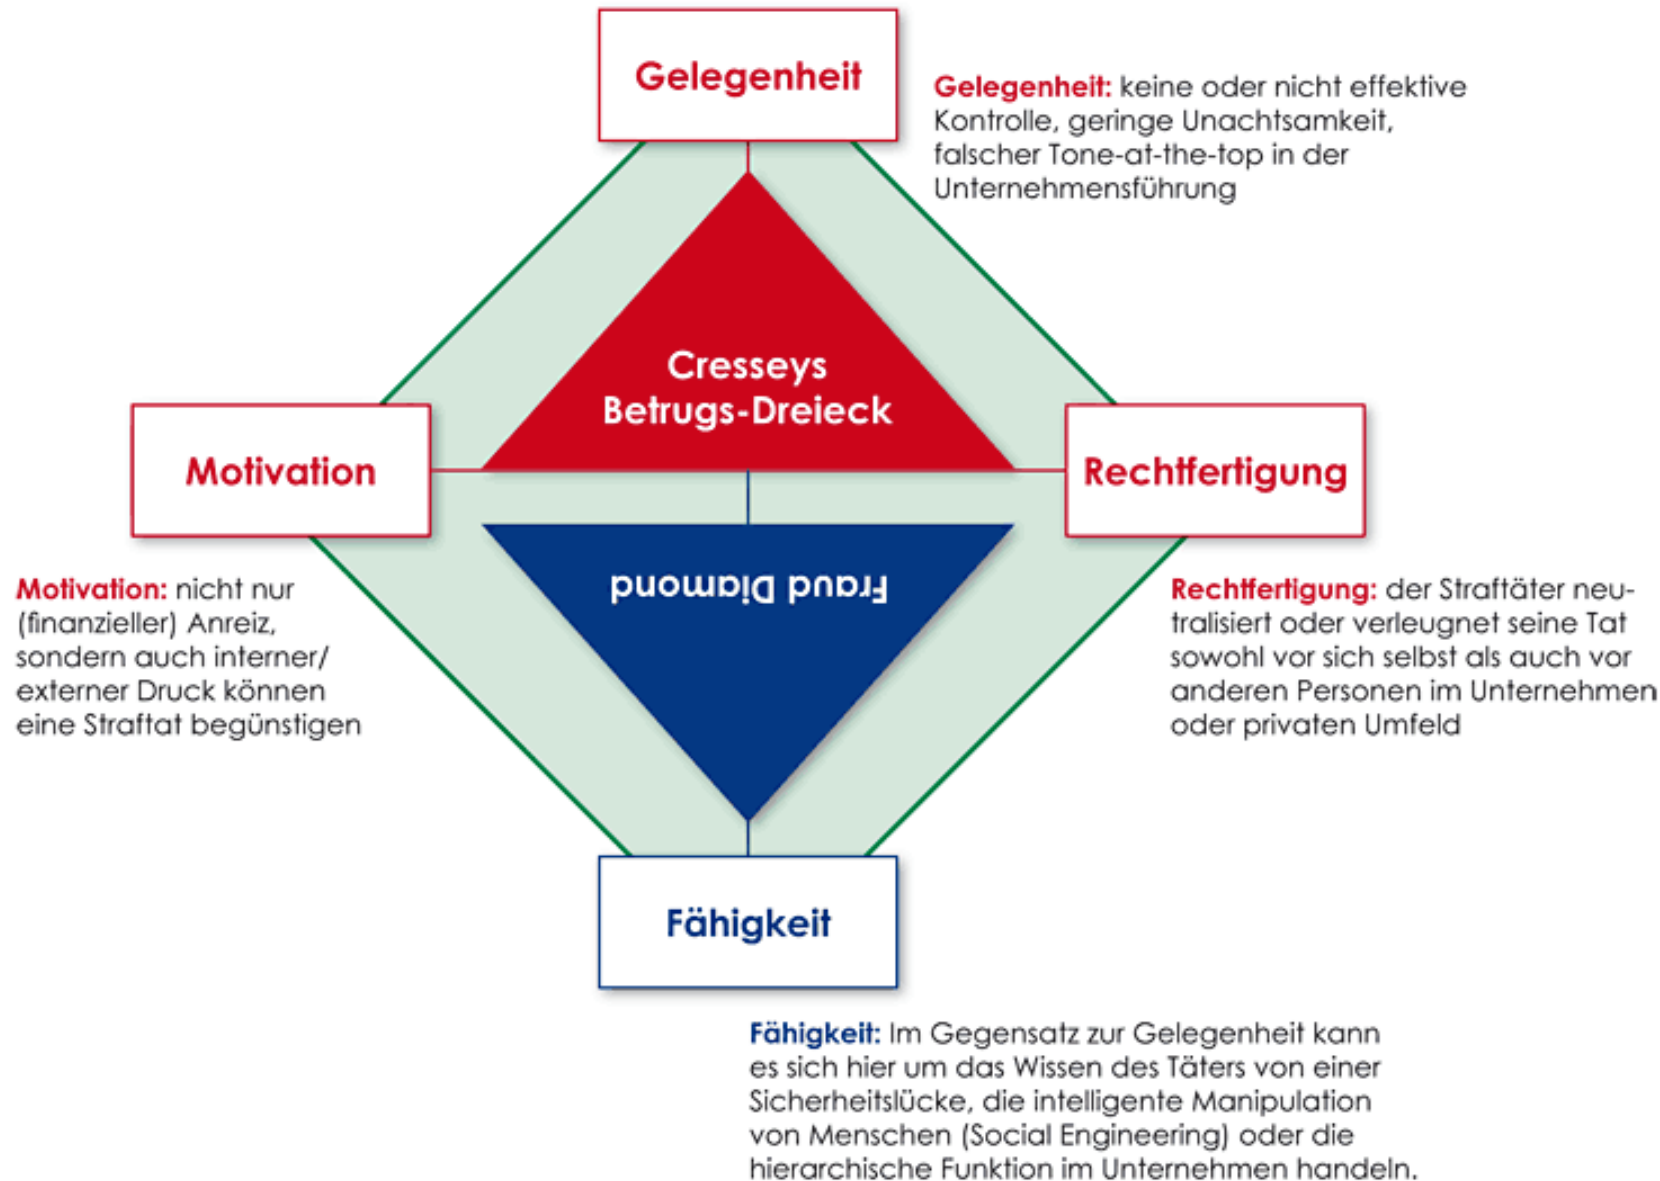 Gelegenheit
Gelegenheit: keine oder nicht effektive
Kontrolle, geringe Unachtsamkeit,
falscher Tone-at-the-top in der
Unternehmensführung
Cresseys
Betrugs-Dreieck
Motivation
Rechtfertigung
Fraud Diamond
Motivation: nicht nur
(finanzieller) Anreiz,
sondern auch interner/
externer Druck können
eine Straftat begünstigen
Rechtfertigung: der Straftäter neu-
tralisiert oder verleugnet seine Tat
sowohl vor sich selbst als auch vor
anderen Personen im Unternehmen
oder privaten Umfeld
Fähigkeit
Fähigkeit: Im Gegensatz zur Gelegenheit kann
es sich hier um das Wissen des Täters von einer
Sicherheitslücke, die intelligente Manipulation
von Menschen (Social Engineering) oder die
hierarchische Funktion im Unternehmen handeln.